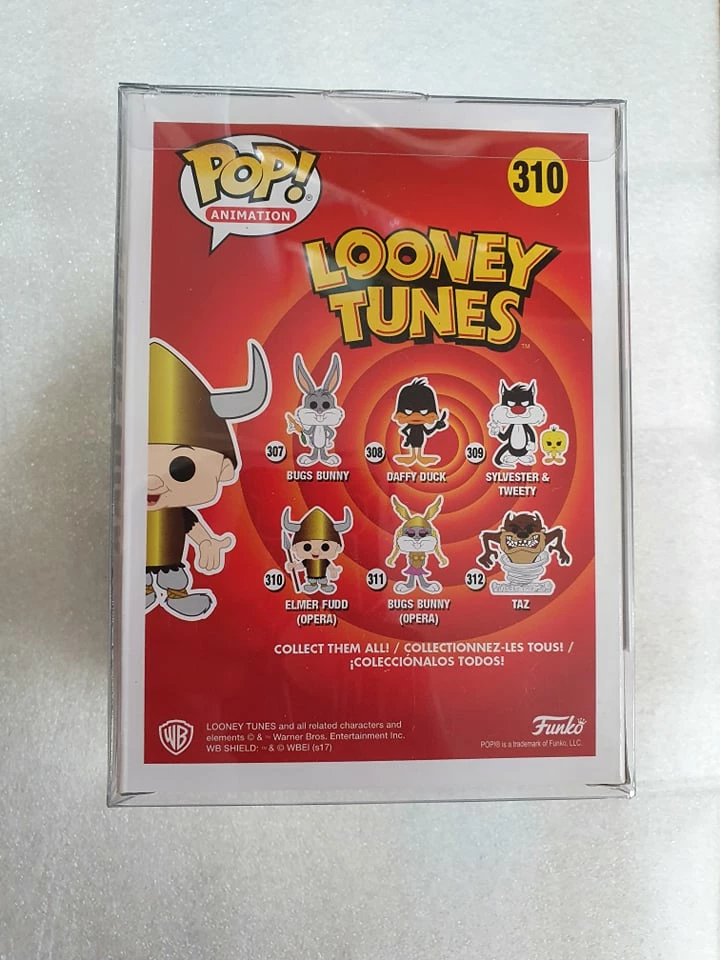 POP!®
ANIMATION
310
LOONEY
TUNES™
307
BUGS BUNNY
308
DAFFY DUCK
309
SYLVESTER &
TWEETY
310
ELMER FUDD
(OPERA)
311
BUGS BUNNY
(OPERA)
312
TAZ
COLLECT THEM ALL! / COLLECTIONNEZ-LES TOUS! /
¡COLECCIÓNALOS TODOS!
WB
LOONEY TUNES and all related characters and
elements © & ™ Warner Bros. Entertainment Inc.
WB SHIELD: ™ & © WBEI (s17)
Funko
POP!® is a trademark of Funko, LLC.